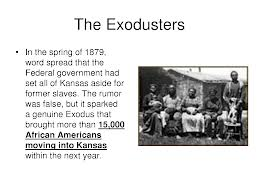 The Exodusters
• In the spring of 1879,
word spread that the
Federal government had
set all of Kansas aside for
former slaves. The rumor
was false, but it sparked
a genuine Exodus that
brought more than 15,000
African Americans
moving into Kansas
within the next year.